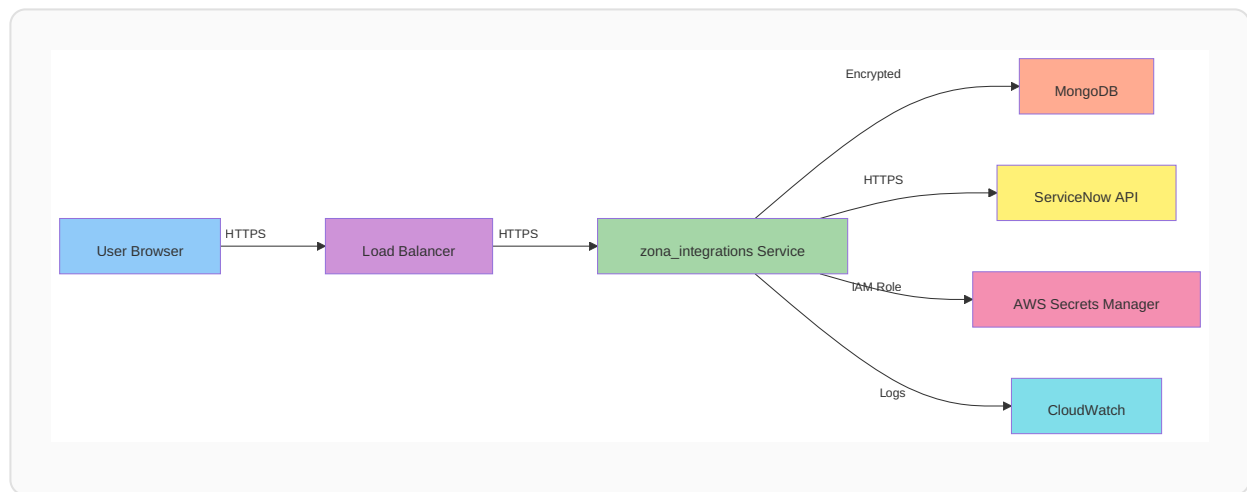 Encrypted
MongoDB
HTTPS
ServiceNow API
User Browser
HTTPS
Load Balancer
HTTPS
zona_integrations Service
IAM Role
AWS Secrets Manager
Logs
CloudWatch